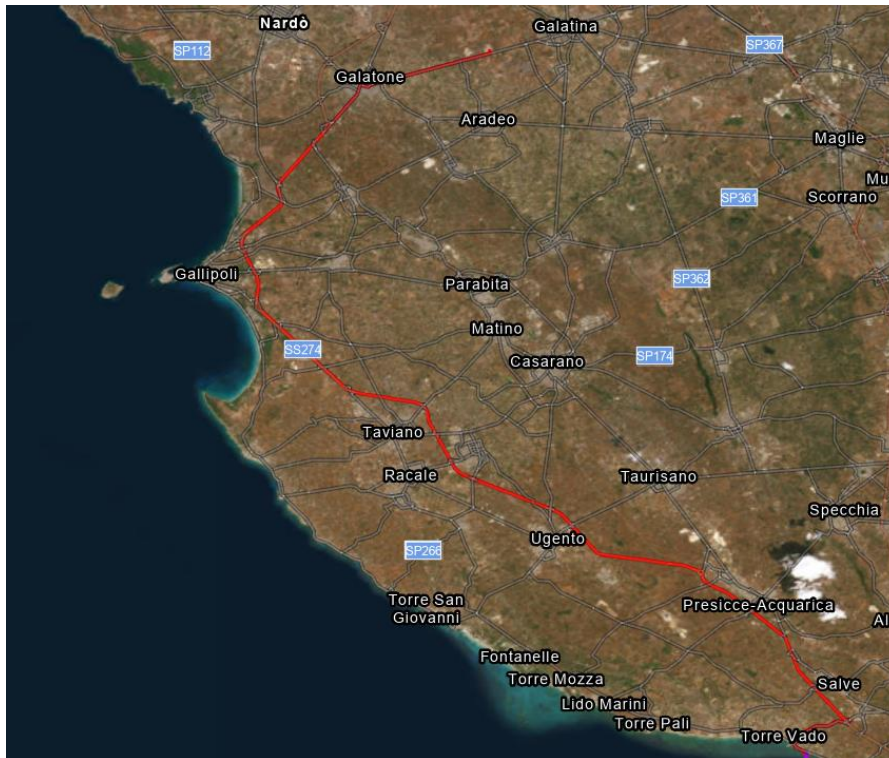 Nardò
Galatina
SP112
SP367
Galatone
Aradeo
Maglie
Mu
SP361
Scorrano
Gallipoli
SP362
Parabita
Matino
SS274
SP174
Casarano
Taviano
Racale
Taurisano
Specchia
Ugento
SP266
Torre San
Giovanni
Presicce-Acquarica
Al
Fontanelle
Torre Mozza
Salve
Lido Marini
Torre Pali
Torre Vado